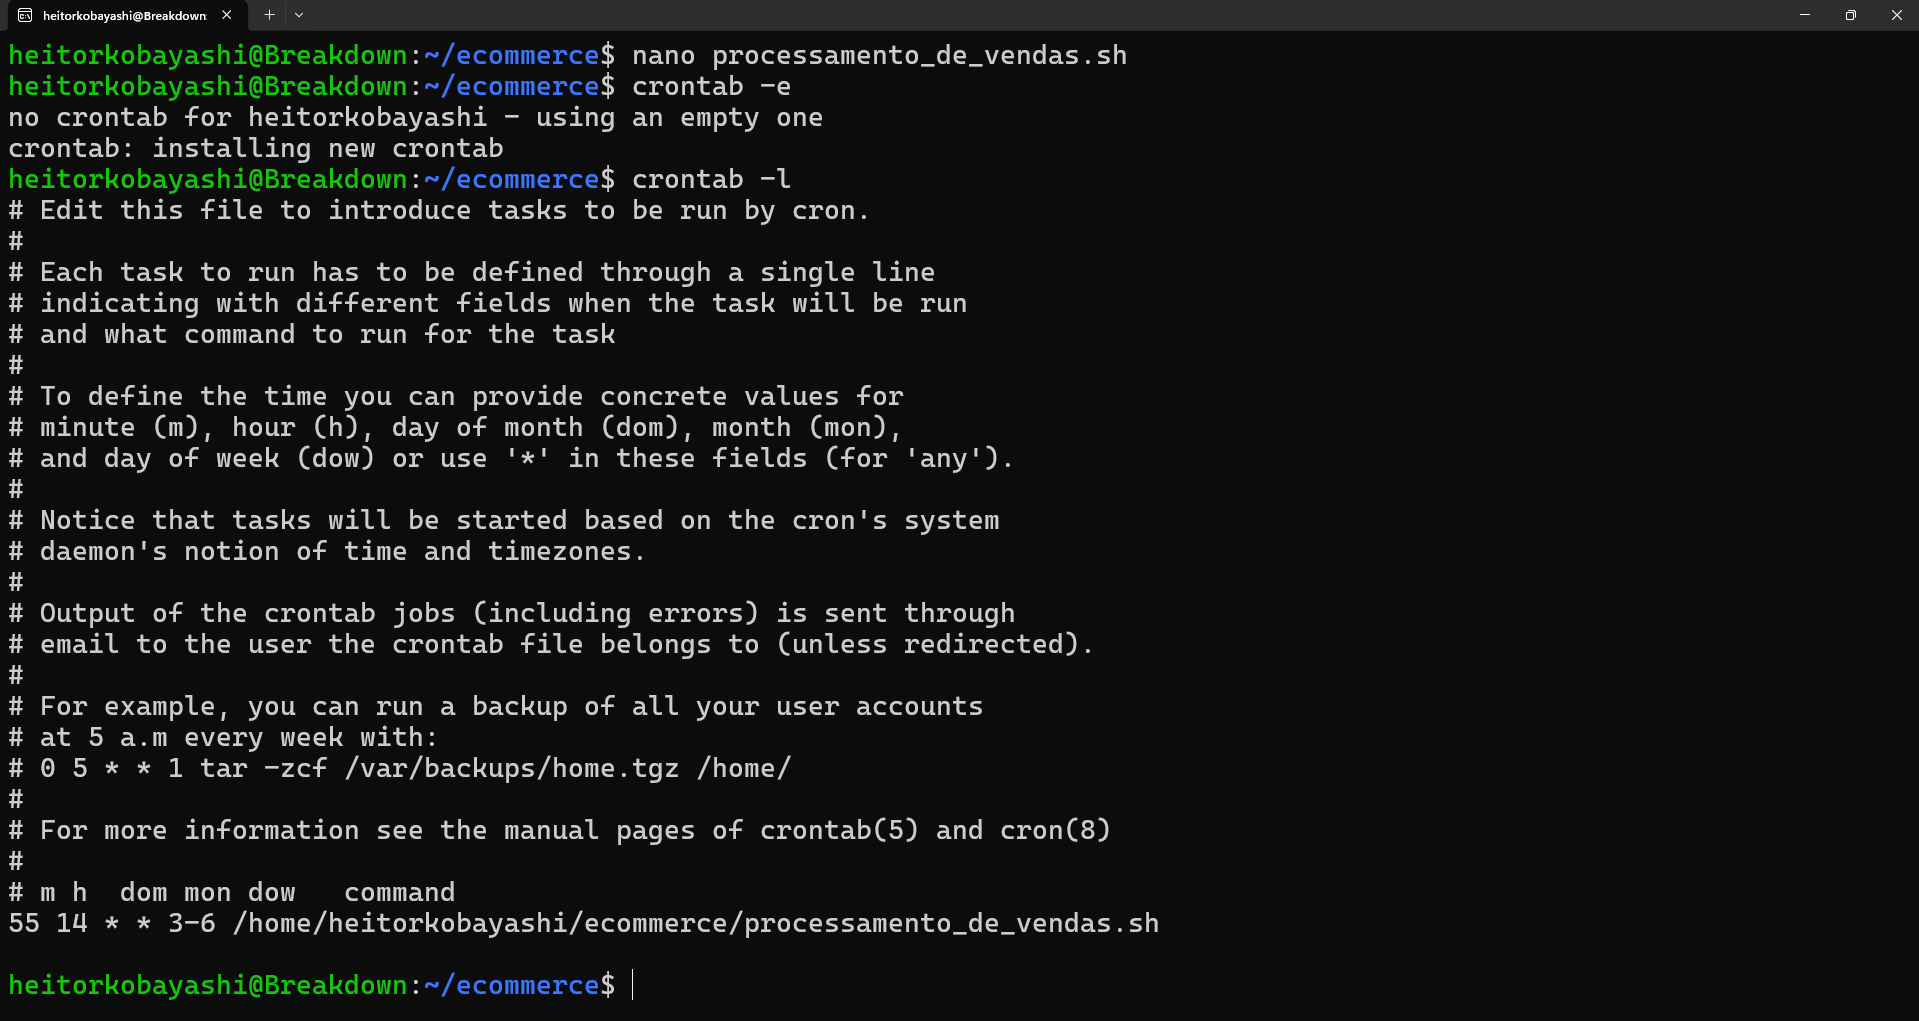 heitorkobayashi@Breakdown:
heitorkobayashi@Breakdown:~/ecommerce$ nano processamento_de_vendas.sh
heitorkobayashi@Breakdown:~/ecommerce$ crontab -e
no crontab for heitorkobayashi - using an empty one
crontab: installing new crontab
heitorkobayashi@Breakdown:~/ecommerce$ crontab -l
# Edit this file to introduce tasks to be run by cron.
#
# Each task to run has to be defined through a single line
# indicating with different fields when the task will be run
# and what command to run for the task
#
# To define the time you can provide concrete values for
# minute (m), hour (h), day of month (dom), month (mon),
# and day of week (dow) or use '*' in these fields (for 'any').
#
# Notice that tasks will be started based on the cron's system
# daemon's notion of time and timezones.
#
# Output of the crontab jobs (including errors) is sent through
# email to the user the crontab file belongs to (unless redirected).
#
# For example, you can run a backup of all your user accounts
# at 5 a.m every week with:
# 0 5 * * 1 tar -zcf /var/backups/home.tgz /home/
#
# For more information see the manual pages of crontab(5) and cron(8)
#
# m h  dom mon dow   command
55 14 * * 3-6 /home/heitorkobayashi/ecommerce/processamento_de_vendas.sh
heitorkobayashi@Breakdown:~/ecommerce$